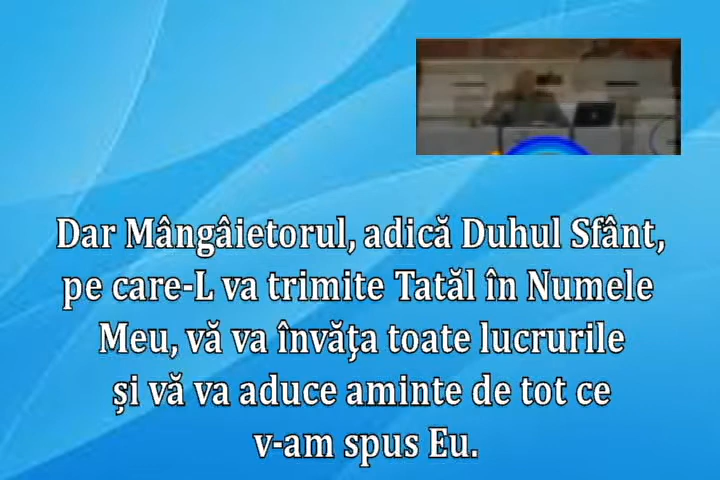 Dar Mângâietorul, adică Duhul Sfânt,
pe care-L va trimite Tatăl în Numele
Meu, vă va învăţa toate lucrurile
și vă va aduce aminte de tot ce
v-am spus Eu.